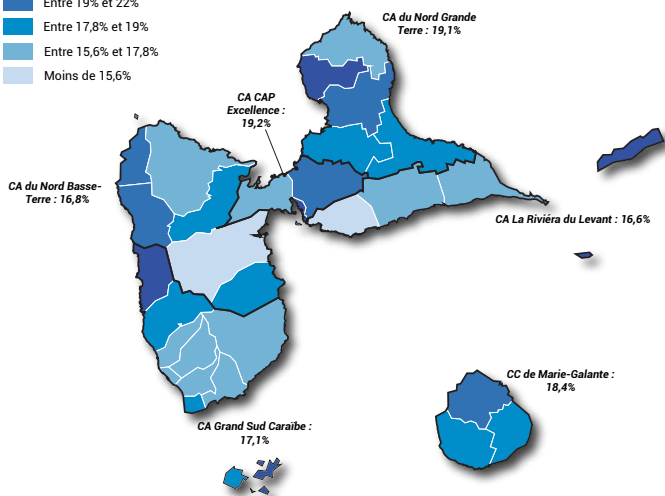 Entre 19% et 22%
Entre 17,8% et 19%
Entre 15,6% et 17,8%
Moins de 15,6%
CA du Nord Grande
Terre : 19,1%
CA CAP
Excellence :
19,2%
CA du Nord Basse-
Terre : 16,8%
CA La Riviéra du Levant : 16,6%
CC de Marie-Galante :
18,4%
CA Grand Sud Caraïbe :
17,1%